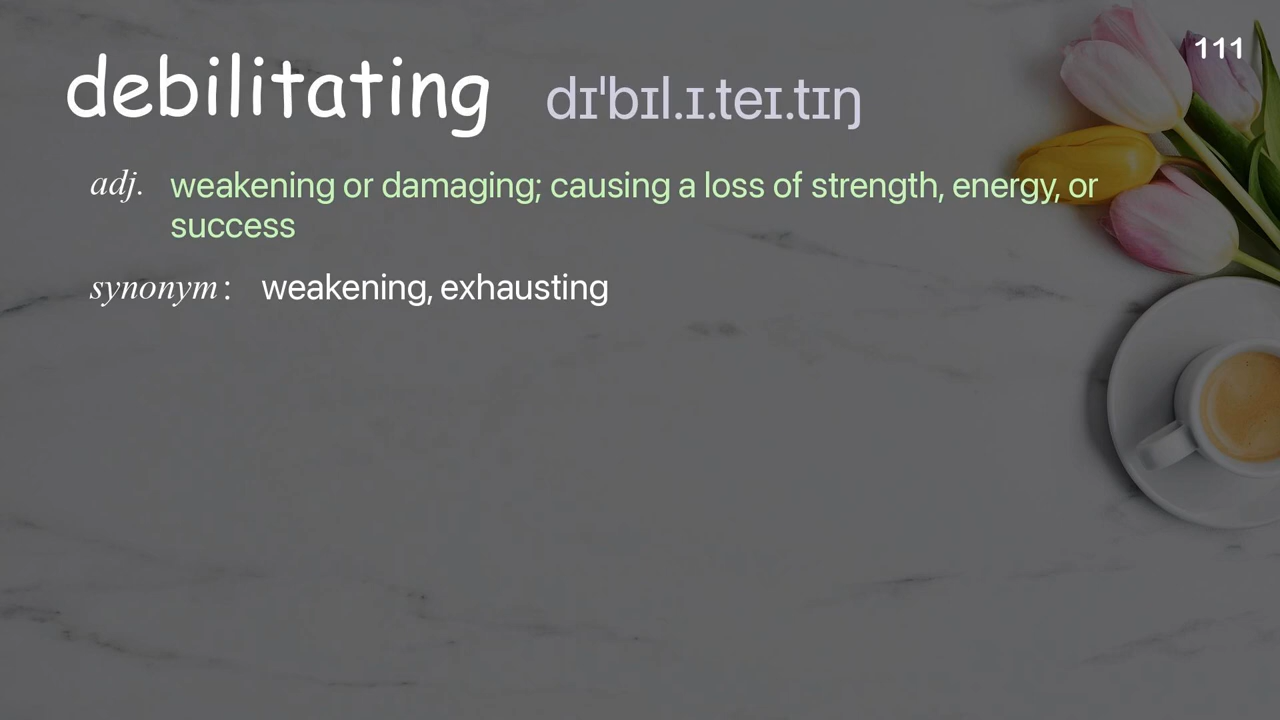 111
debilitating dɪˈbɪl.ɪ.teɪ.tɪŋ
adj. weakening or damaging; causing a loss of strength, energy, or
success
synonym: weakening, exhausting